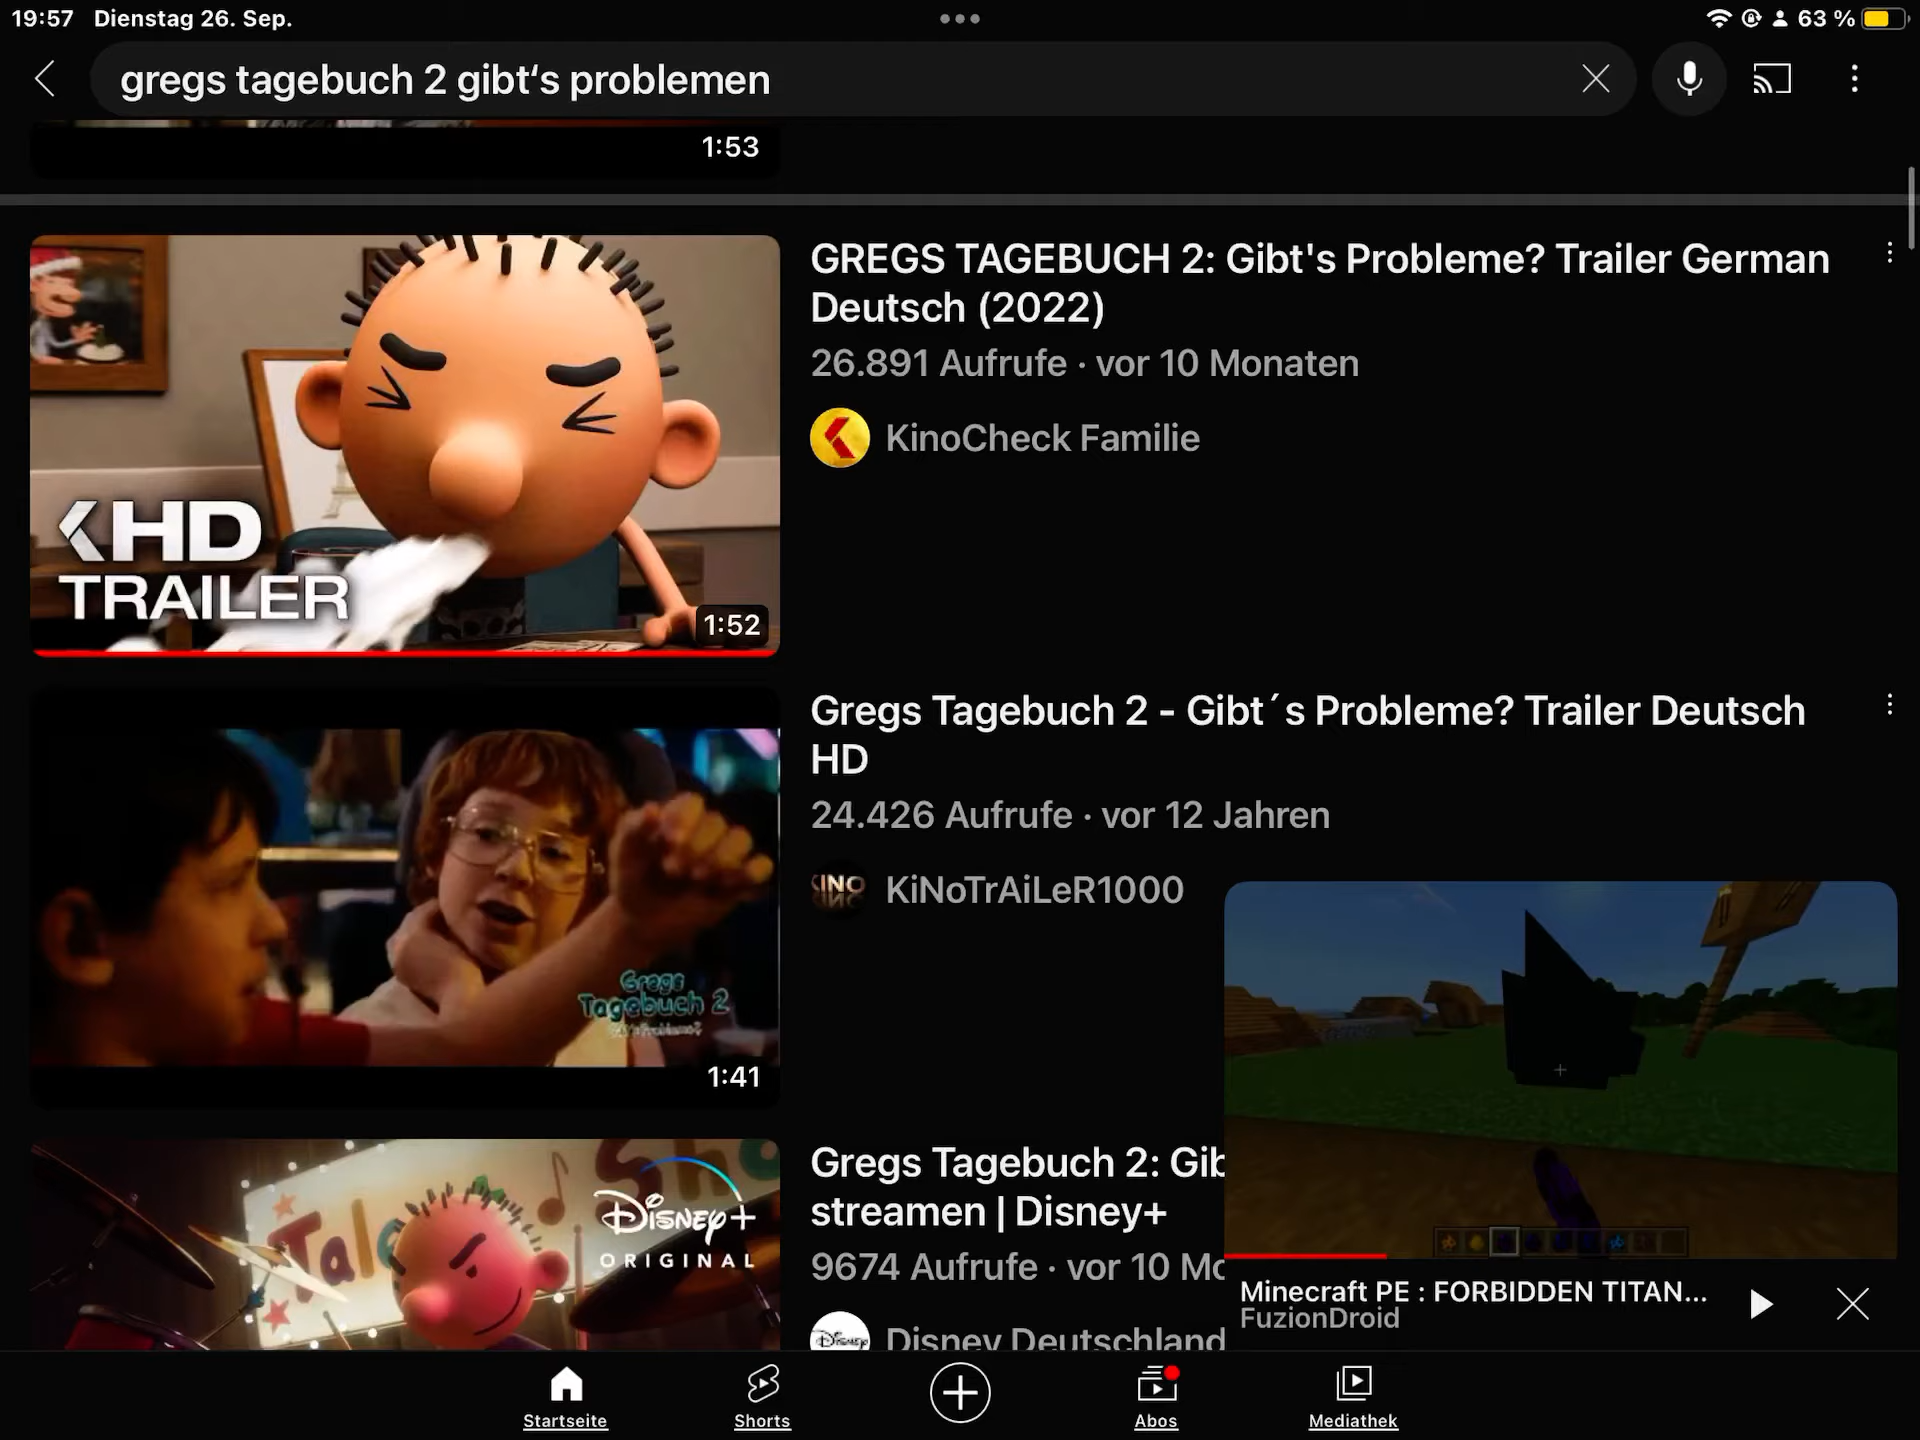 19:57 Dienstag 26. Sep.
63 %
gregs tagebuch 2 gibt‘s problemen
1:53
GREGS TAGEBUCH 2: Gibt's Probleme? Trailer German
Deutsch (2022)
26.891 Aufrufe · vor 10 Monaten
KinoCheck Familie
HD
TRAILER
1:52
Gregs Tagebuch 2 - Gibt´s Probleme? Trailer Deutsch
HD
24.426 Aufrufe · vor 12 Jahren
KiNoTrAiLeR1000
Gregs
Tagebuch 2
1:41
Gregs Tagebuch 2: Gib
streamen | Disney+
9674 Aufrufe · vor 10 Mo
Disney Deutschland
Disney+
ORIGINAL
Minecraft PE : FORBIDDEN TITAN...
FuzionDroid
Startseite
Shorts
Abos
Mediathek